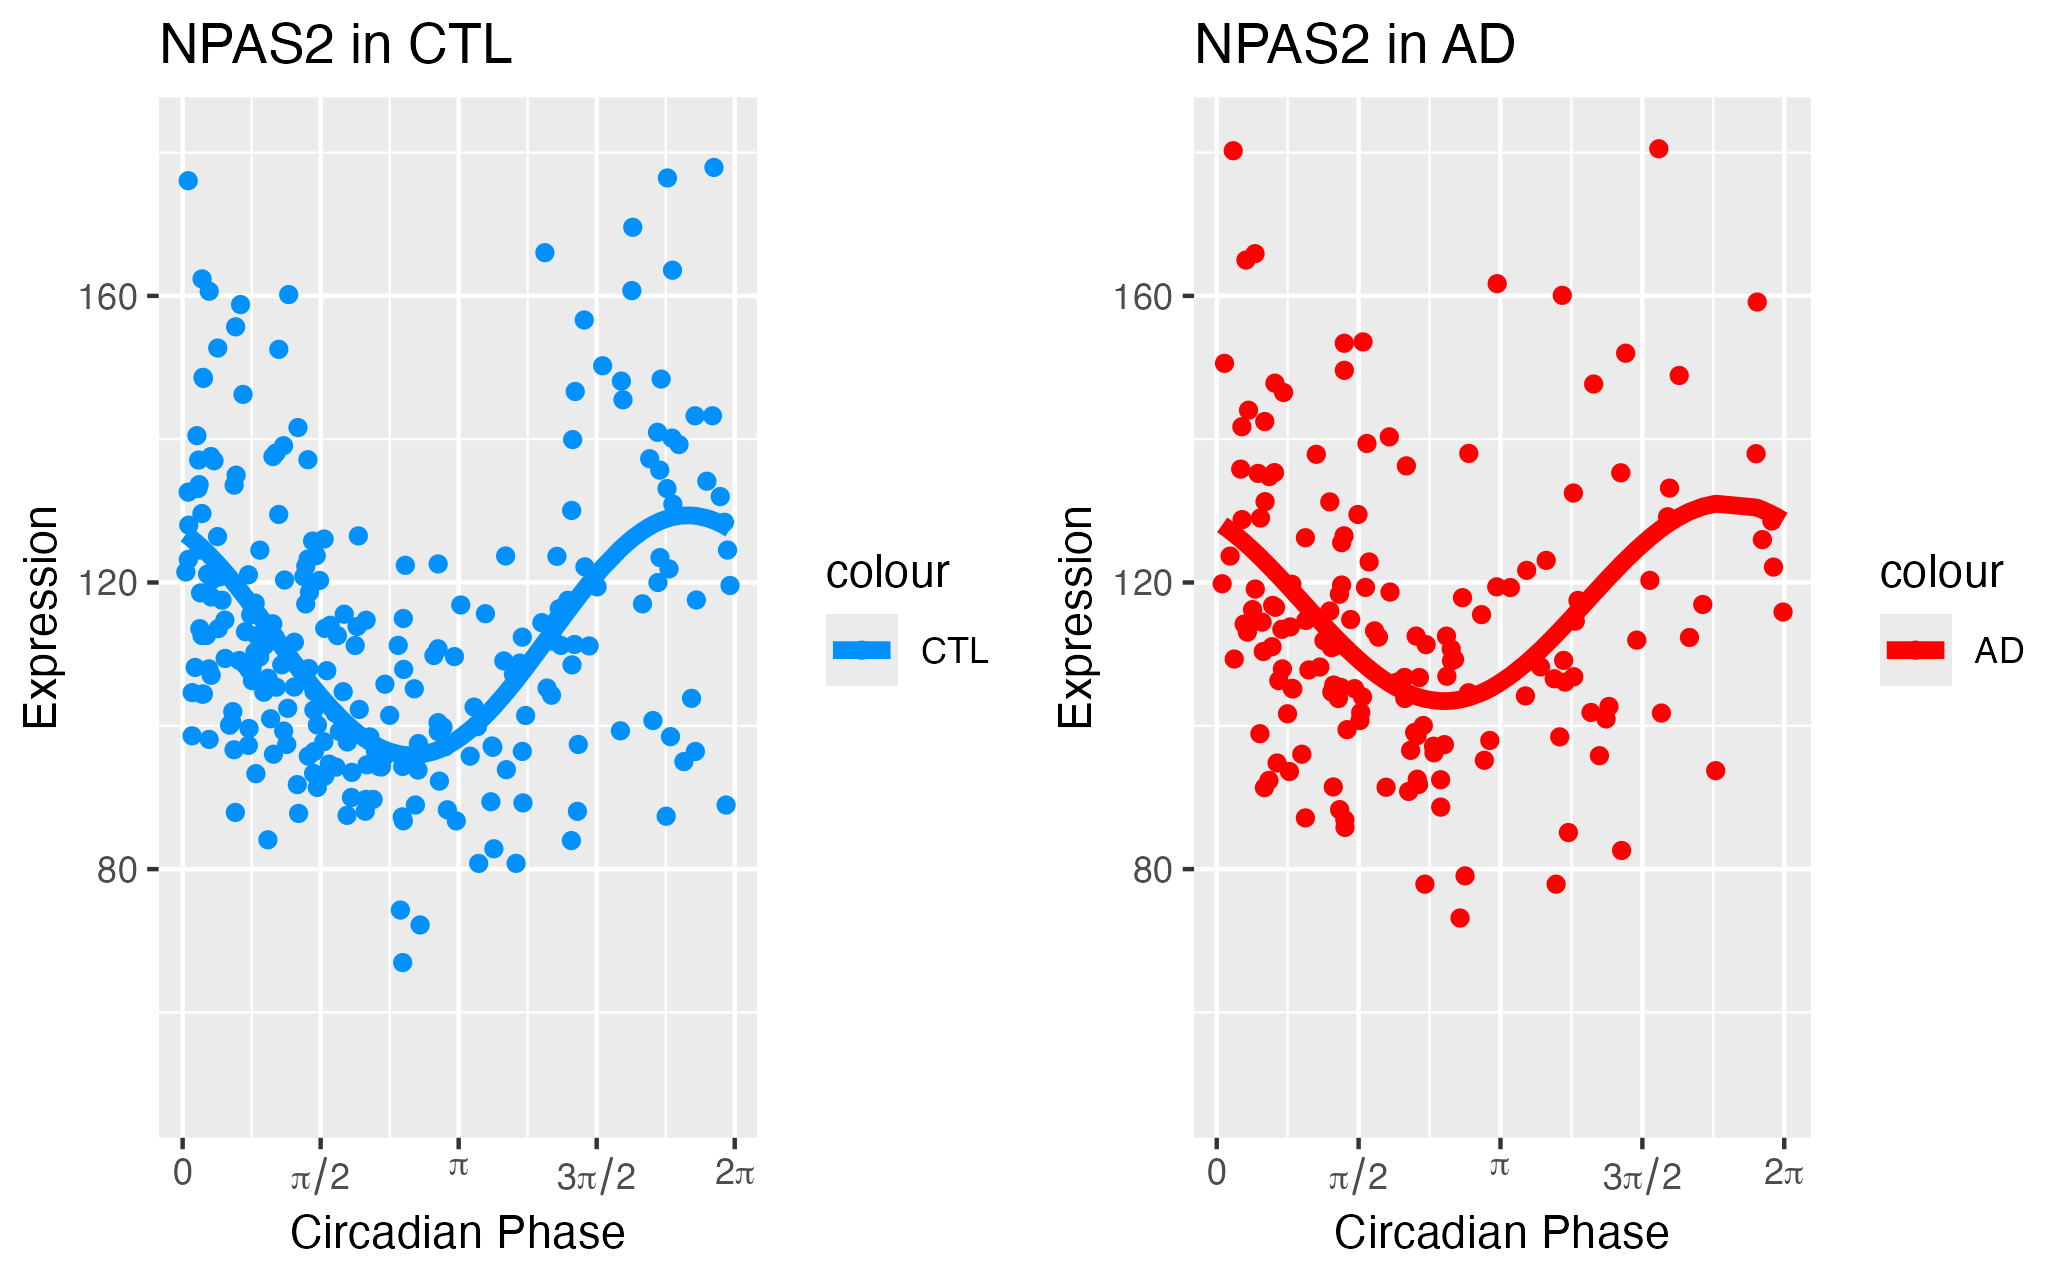 NPAS2 in CTL
Expression
160
120
80
0 π/2 π 3π/2 2π
Circadian Phase
colour
CTL
NPAS2 in AD
Expression
160
120
80
0 π/2 π 3π/2 2π
Circadian Phase
colour
AD